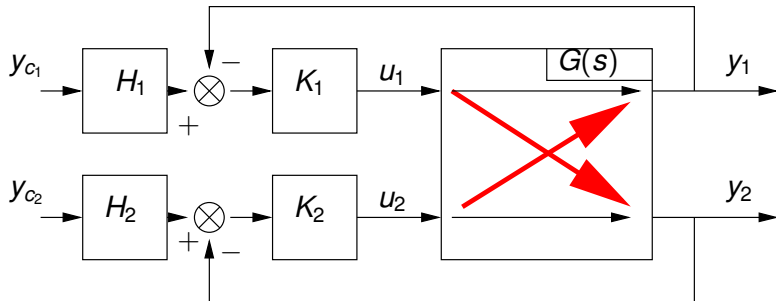 G(s)
y_{c_1} H_1 − + K_1 u_1 y_1
y_{c_2} H_2 + − K_2 u_2 y_2